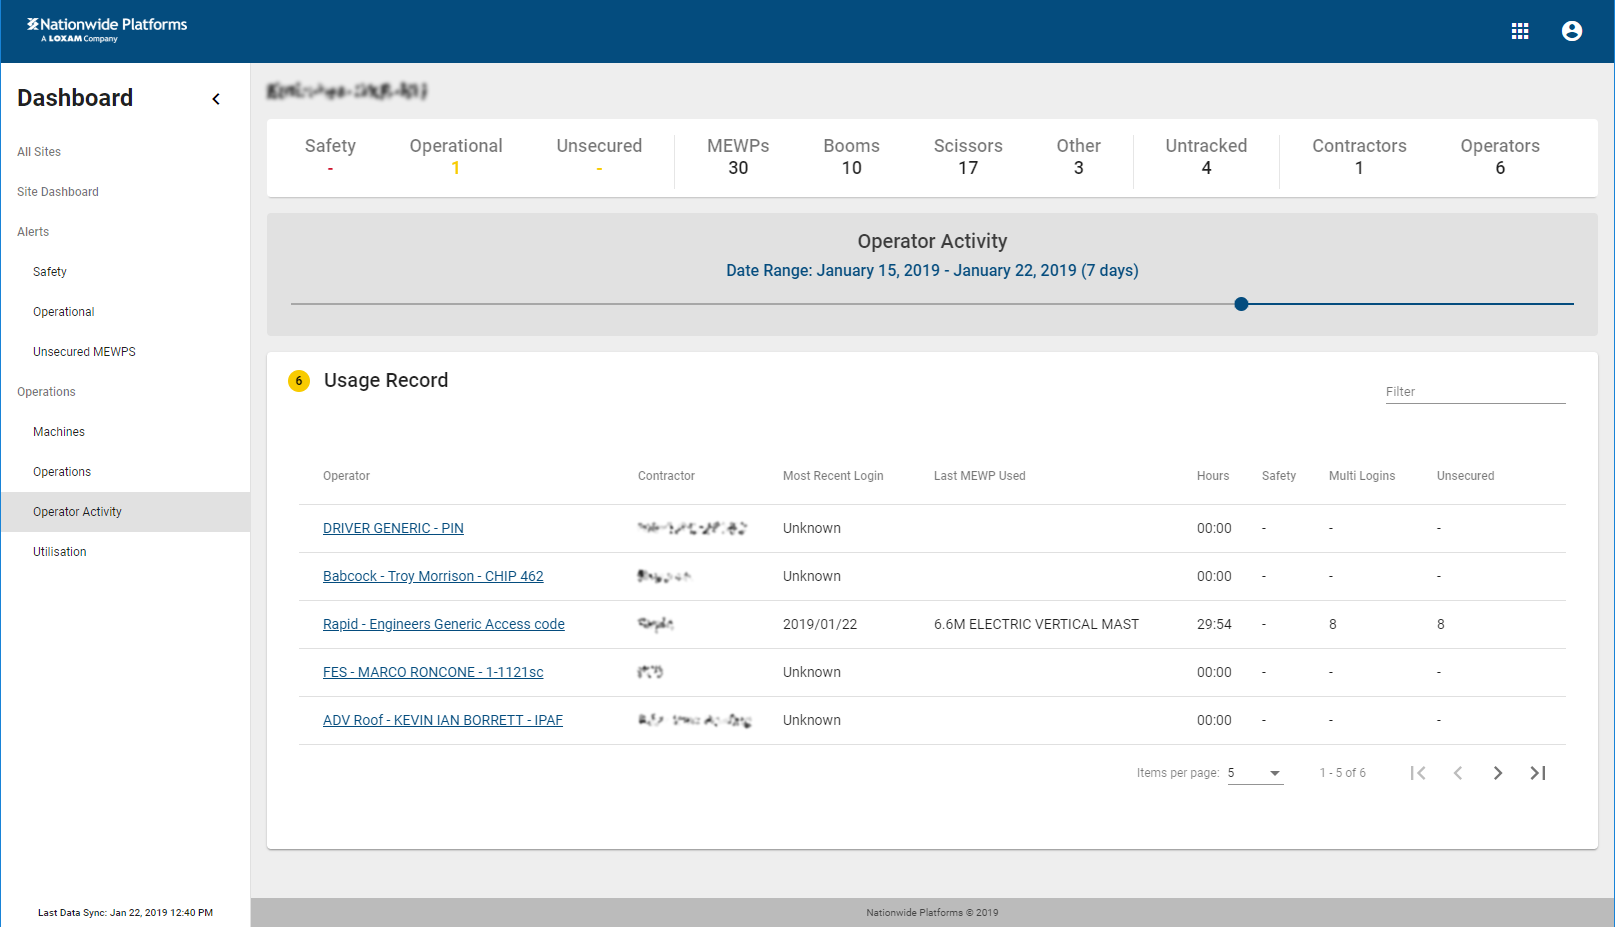 Nationwide Platforms
A LOXAM Company
Dashboard
All Sites
Site Dashboard
Alerts
Safety
Operational
Unsecured MEWPS
Operations
Machines
Operations
Operator Activity
Utilisation
Last Data Sync: Jan 22, 2019 12:40 PM
Safety Operational Unsecured MEWPs Booms Scissors Other Untracked Contractors Operators
- 1 - 30 10 17 3 4 1 6
Operator Activity
Date Range: January 15, 2019 - January 22, 2019 (7 days)
6 Usage Record
Filter
Operator Contractor Most Recent Login Last MEWP Used Hours Safety Multi Logins Unsecured
DRIVER GENERIC - PIN Unknown 00:00 - - -
Babcock - Troy Morrison - CHIP 462 Unknown 00:00 - - -
Rapid - Engineers Generic Access code 2019/01/22 6.6M ELECTRIC VERTICAL MAST 29:54 - 8 8
FES - MARCO RONCONE - 1-1121sc Unknown 00:00 - - -
ADV Roof - KEVIN IAN BORRETT - IPAF Unknown 00:00 - - -
Items per page: 5 1 - 5 of 6
Nationwide Platforms © 2019